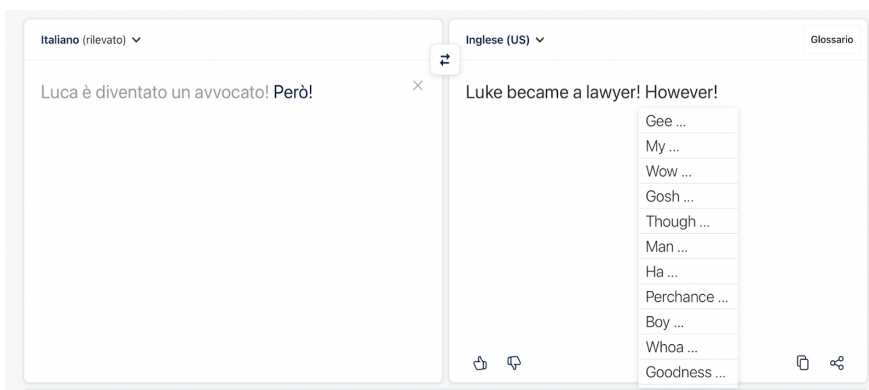 Italiano (rilevato)
Inglese (US)
Glossario
Luca è diventato un avvocato! Però!
Luke became a lawyer! However!
Gee ...
My ...
Wow ...
Gosh ...
Though ...
Man ...
Ha ...
Perchance ...
Boy ...
Whoa ...
Goodness ...